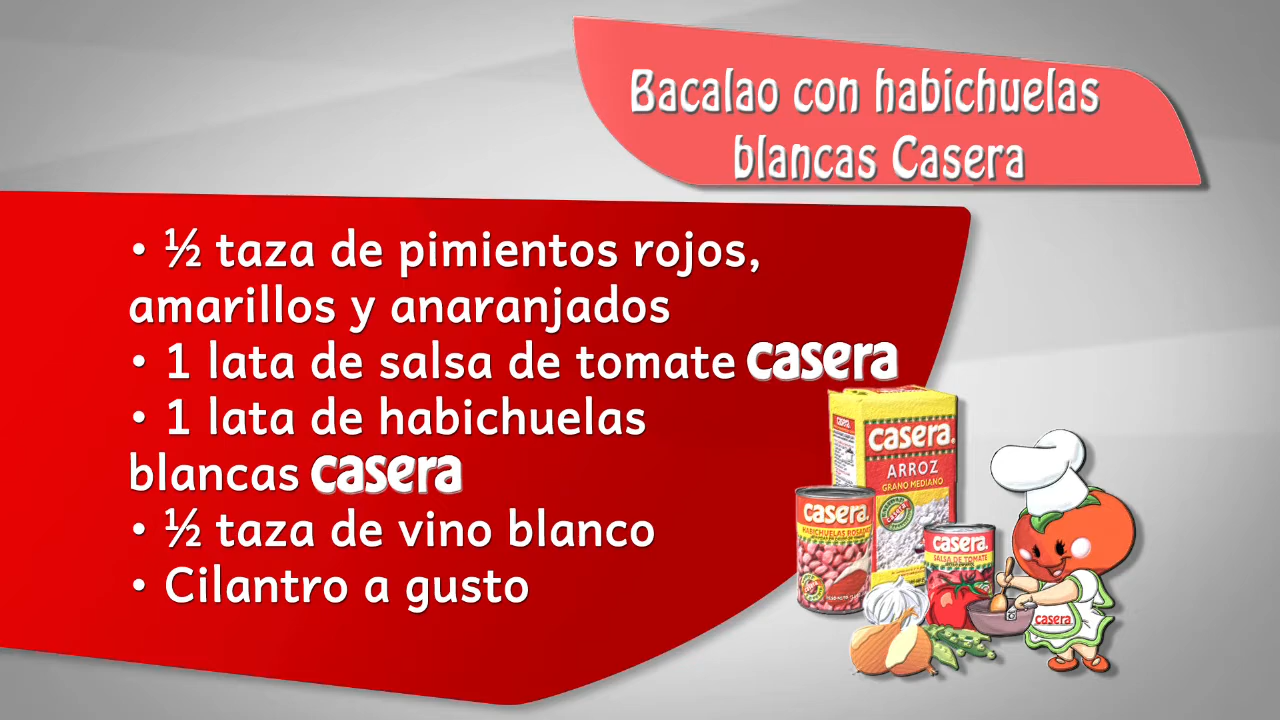 Bacalao con habichuelas
blancas Casera
• ½ taza de pimientos rojos,
amarillos y anaranjados
• 1 lata de salsa de tomate casera
• 1 lata de habichuelas
blancas casera
• ½ taza de vino blanco
• Cilantro a gusto
casera.
ARROZ
GRANO MEDIANO
casera.
HABICHUELAS ROSADAS
casera.
SALSA DE TOMATE
casera.